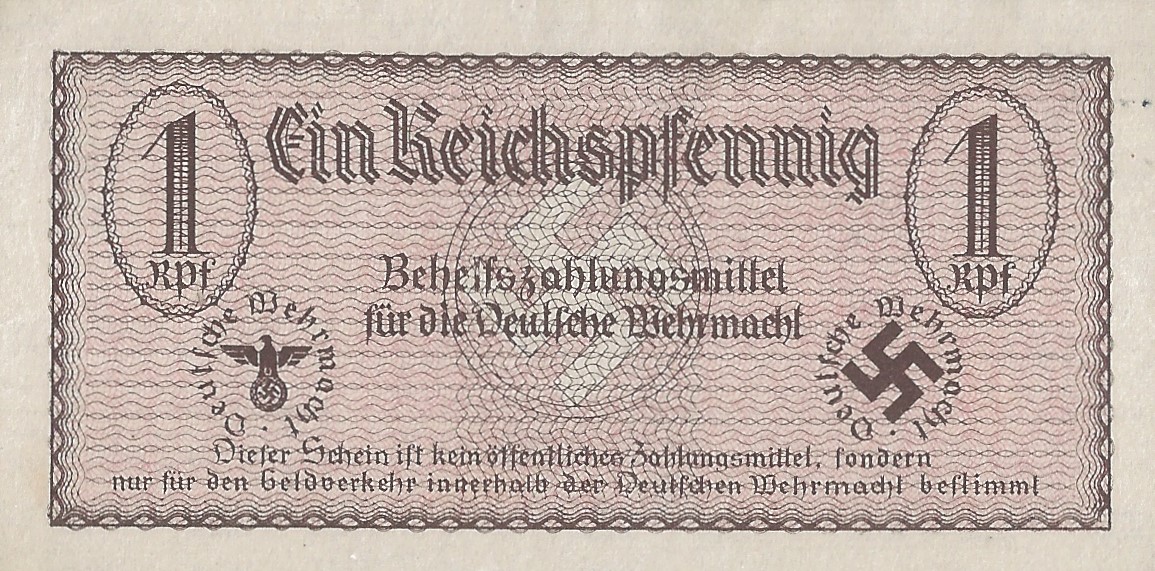 1
Rpf
Ein Reichspfennig
1
Rpf
Behelfszahlungsmittel
für die Deutsche Wehrmacht
Deutsche Wehrmacht
Deutsche Wehrmacht
Dieser Schein ist kein öffentliches Zahlungsmittel, sondern
nur für den Geldverkehr innerhalb der Deutschen Wehrmacht bestimmt